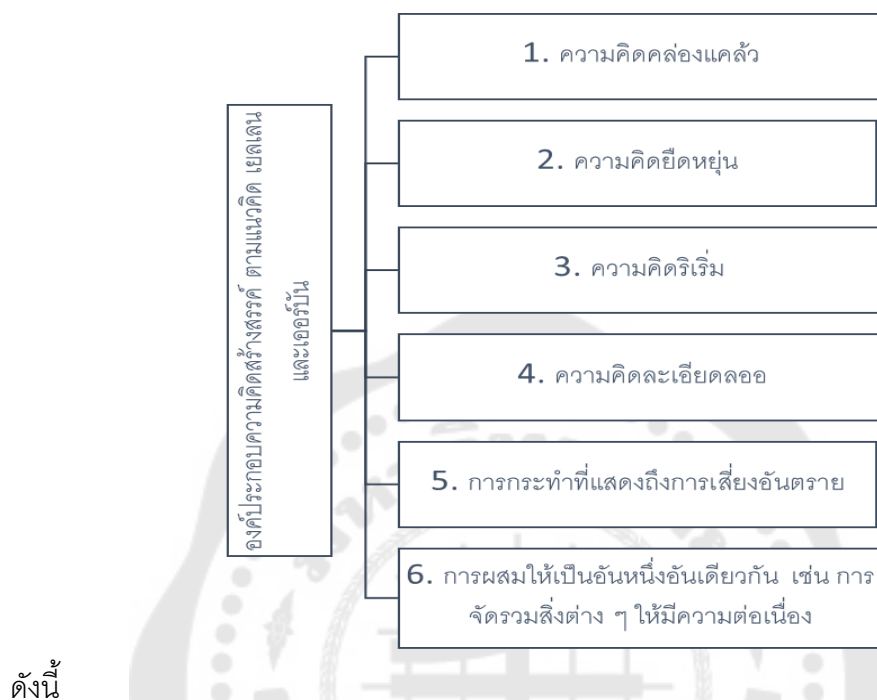 องค์ประกอบความคิดสร้างสรรค์ ตามแนวคิด เยลเลน
และเออร์บัน
1. ความคิดคล่องแคล้ว
2. ความคิดยืดหยุ่น
3. ความคิดริเริ่ม
4. ความคิดละเอียดลออ
5. การกระทำที่แสดงถึงการเสี่ยงอันตราย
6. การผสมให้เป็นอันหนึ่งอันเดียวกัน เช่น การ
จัดรวมสิ่งต่าง ๆ ให้มีความต่อเนื่อง
ดังนี้